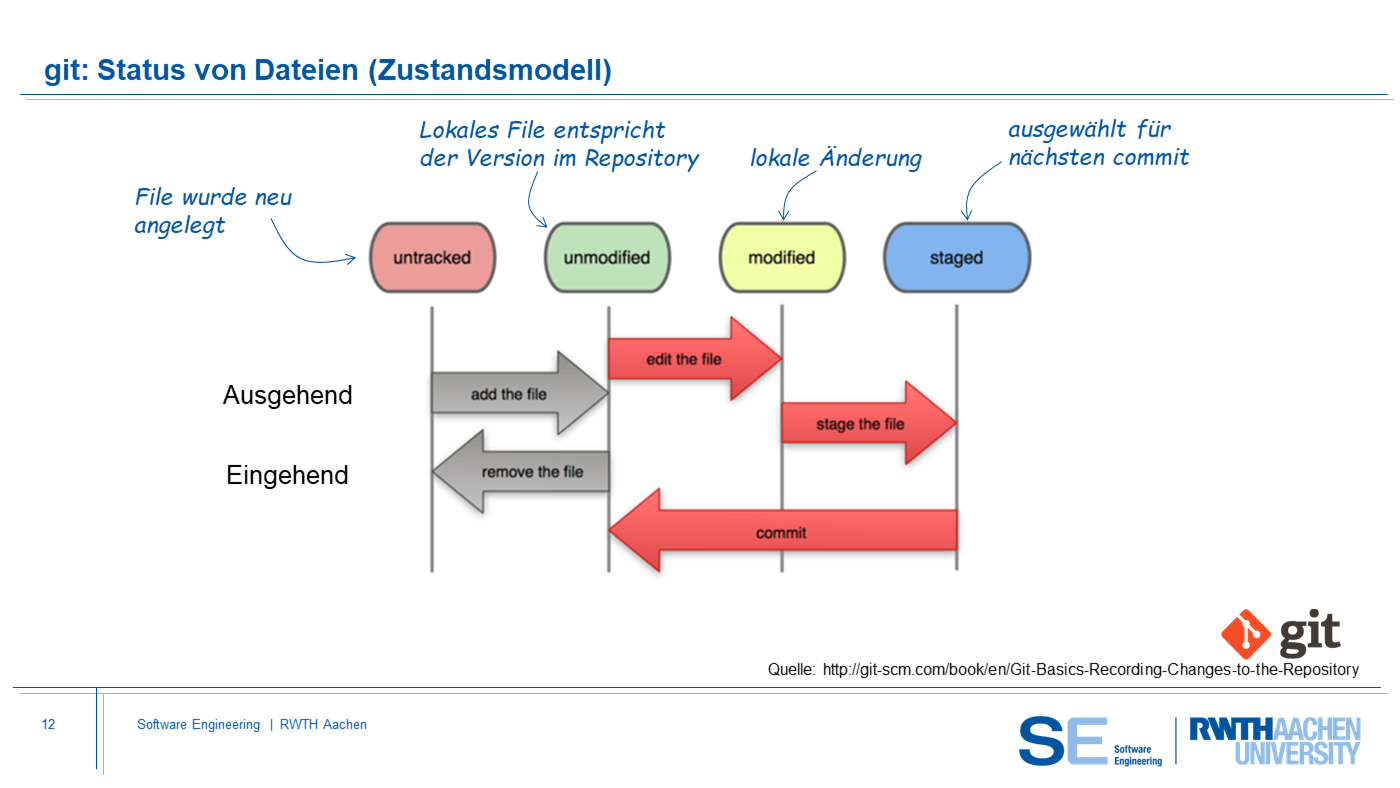 git: Status von Dateien (Zustandsmodell)
File wurde neu
angelegt
Lokales File entspricht
der Version im Repository
lokale Änderung
ausgewählt für
nächsten commit
untracked
unmodified
modified
staged
Ausgehend
Eingehend
edit the file
add the file
stage the file
remove the file
commit
git
Quelle: http://git-scm.com/book/en/Git-Basics-Recording-Changes-to-the-Repository
12
Software Engineering | RWTH Aachen
SE Software
Engineering
RWTHAACHEN
UNIVERSITY